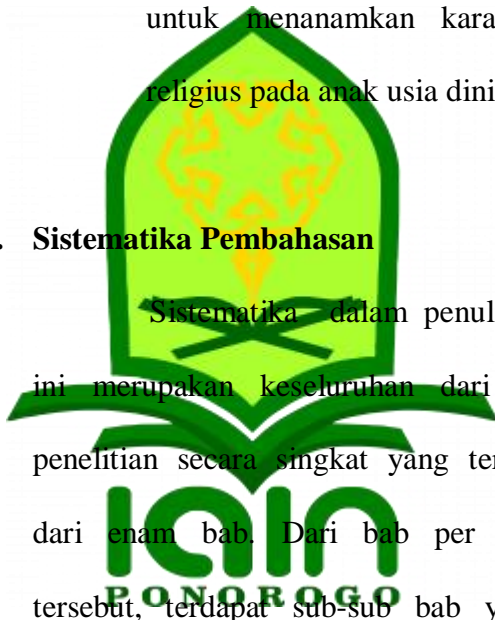 untuk menanamkan kara
religius pada anak usia dini
. Sistematika Pembahasan
Sistematika dalam penul
ini merupakan keseluruhan dari
penelitian secara singkat yang ter
dari enam bab. Dari bab per
iain
PONOROGO
tersebut, terdapat sub-sub bab y